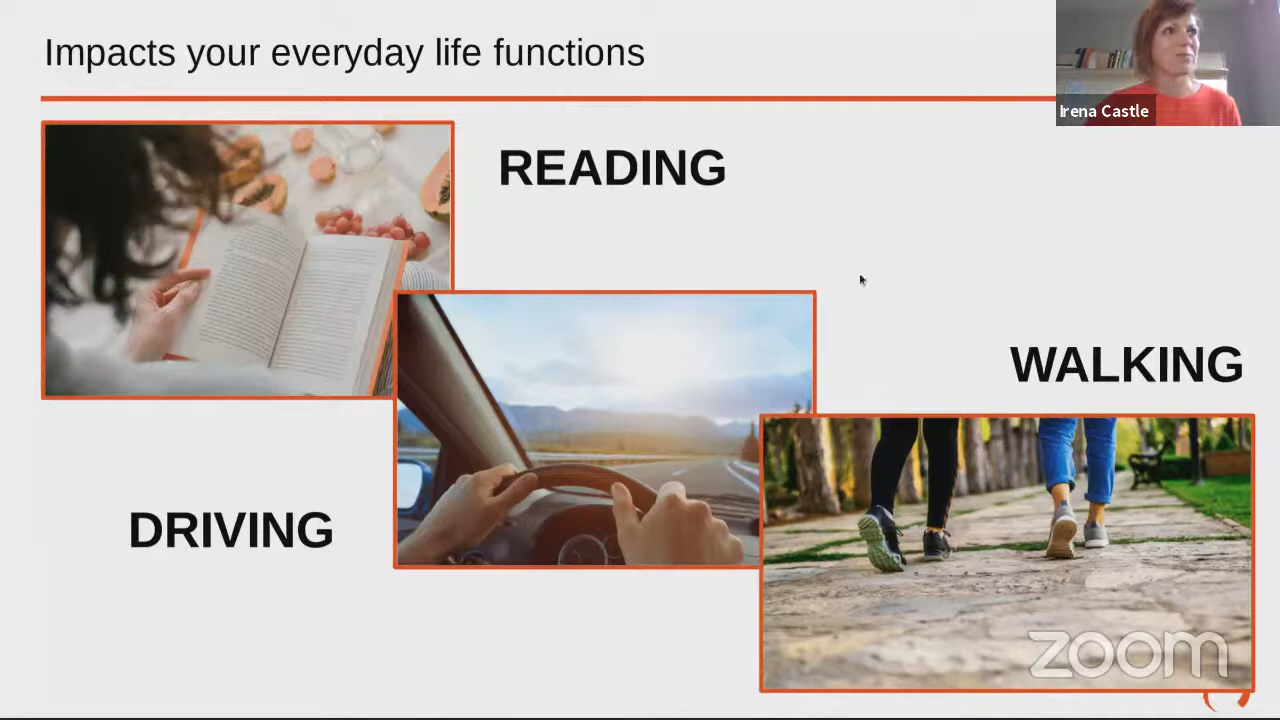 Impacts your everyday life functions
Irena Castle
READING
WALKING
DRIVING
zoom